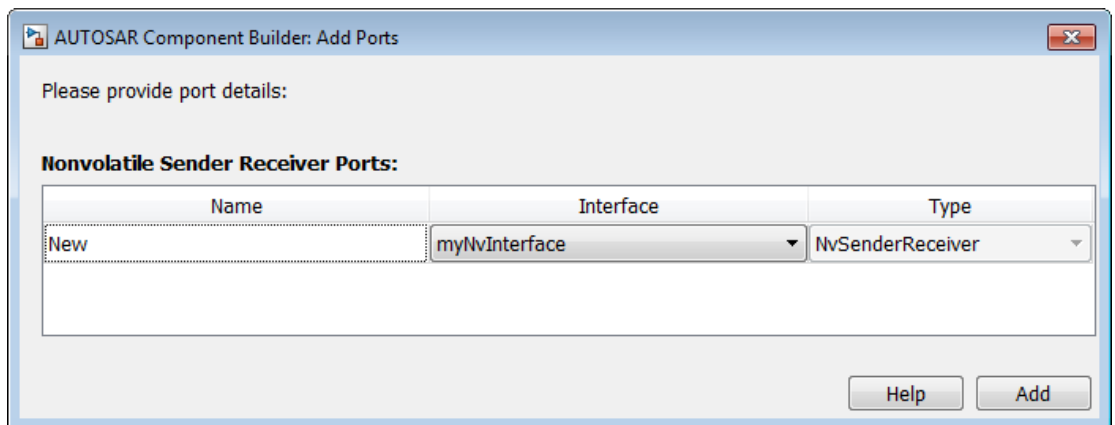 AUTOSAR Component Builder: Add Ports
Please provide port details:
Nonvolatile Sender Receiver Ports:
Name Interface Type
New myNvInterface NvSenderReceiver
Help Add